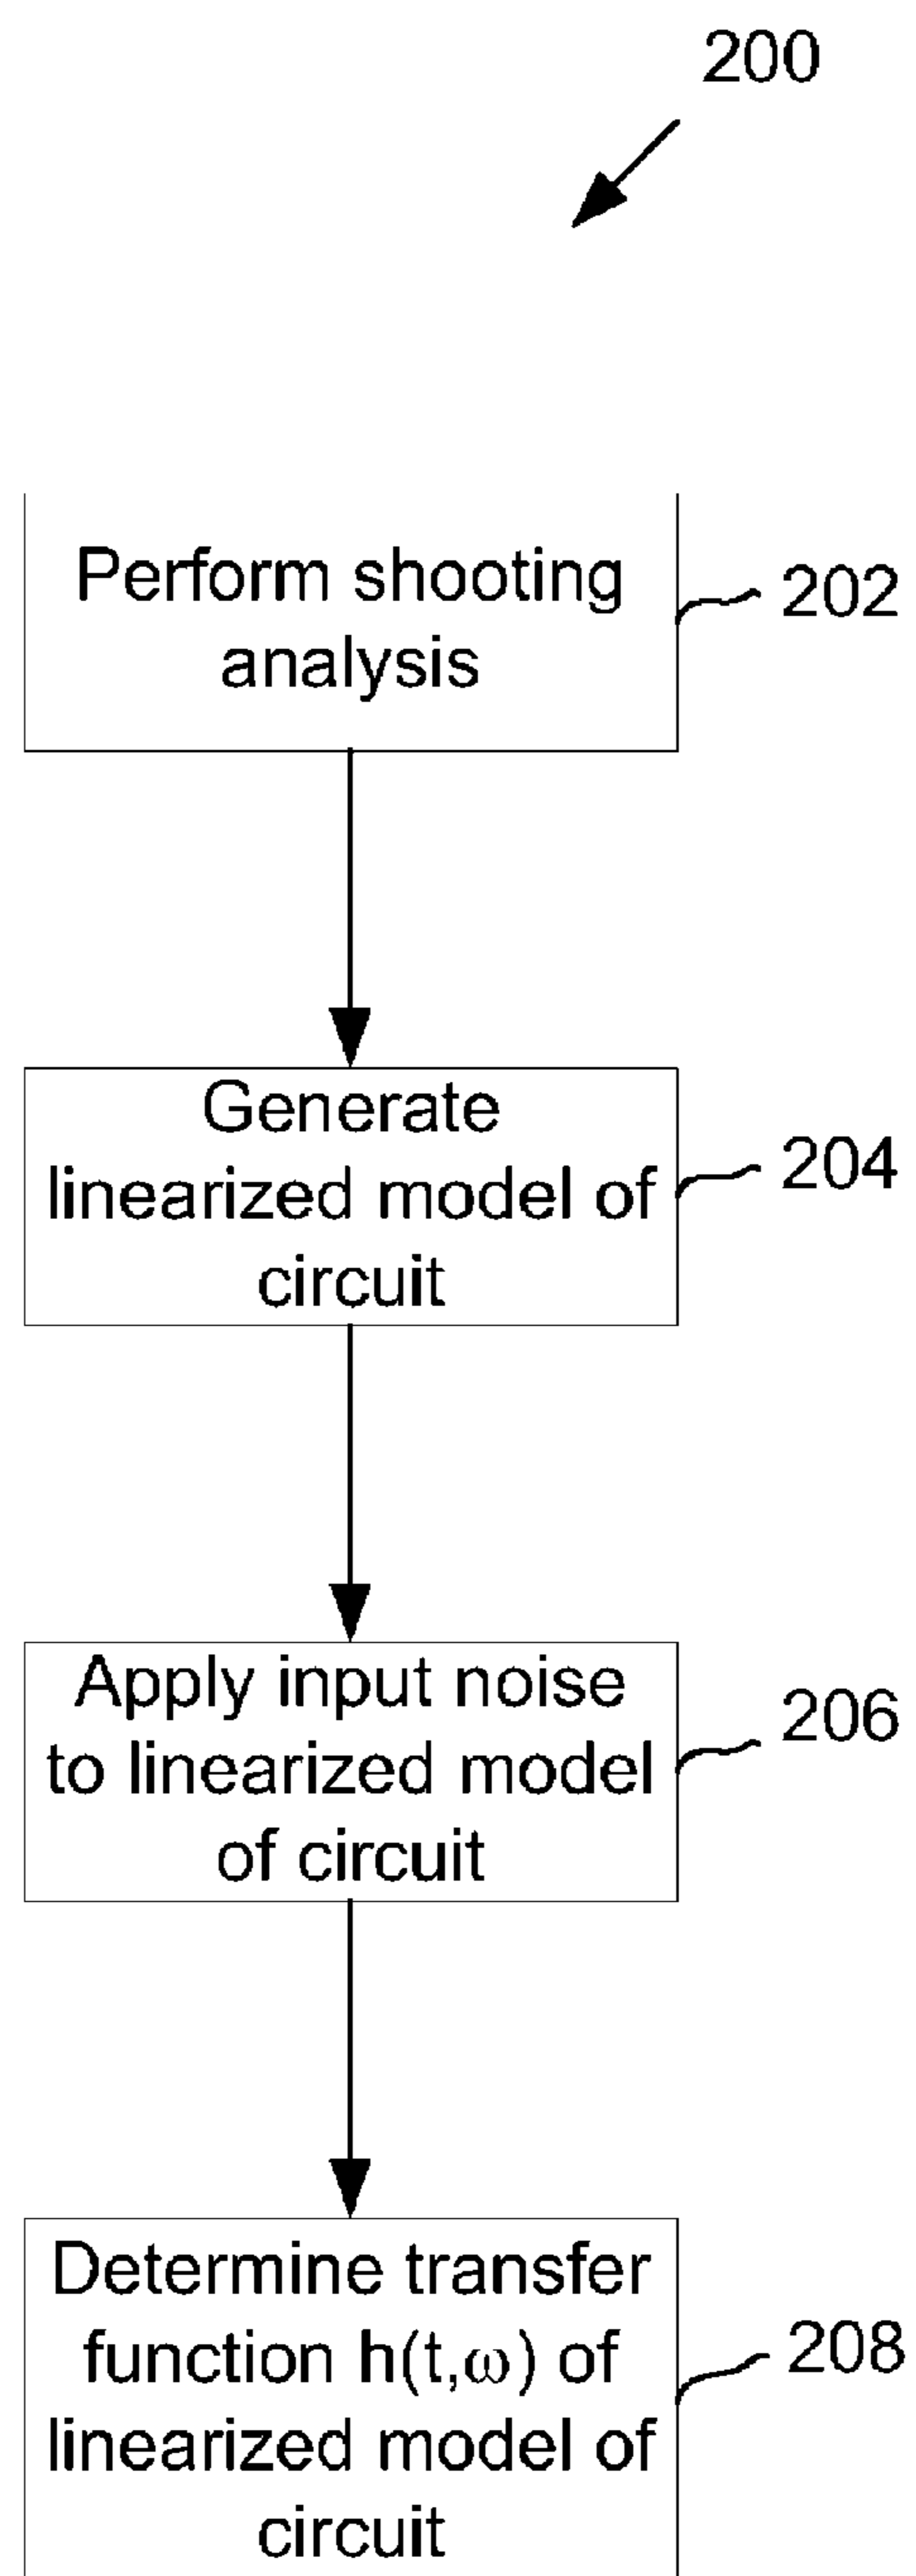 200
Perform shooting
analysis
202
Generate
linearized model of
circuit
204
Apply input noise
to linearized model
of circuit
206
Determine transfer
function h(t,ω) of
linearized model of
circuit
208